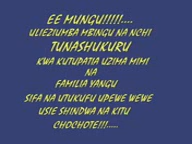 EE MUNGU!!!!!....
ULIEZIUMBA MBINGU NA NCHI
TUNASHUKURU
KWA KUTUPATIA UZIMA MIMI
NA
FAMILIA YANGU
SIFA NA UTUKUFU UPEWE WEWE
USIE SHINDWA NA KITU
CHOCHOTE!!!.....